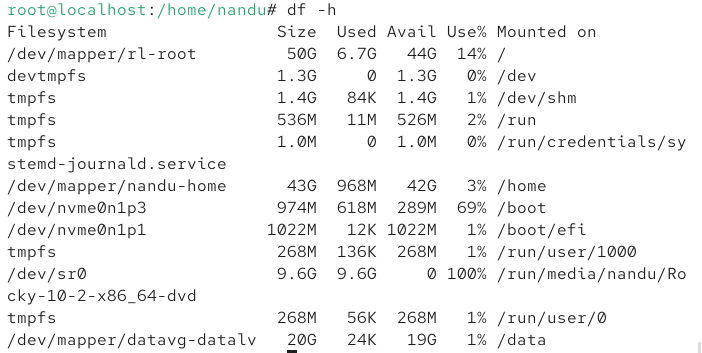 root@localhost:/home/nandu# df -h
Filesystem                 Size  Used Avail Use% Mounted on
/dev/mapper/rl-root         50G  6.7G   44G  14% /
devtmpfs                   1.3G     0  1.3G   0% /dev
tmpfs                      1.4G   84K  1.4G   1% /dev/shm
tmpfs                      536M   11M  526M   2% /run
tmpfs                      1.0M     0  1.0M   0% /run/credentials/sy
stemd-journald.service
/dev/mapper/nandu-home      43G  968M   42G   3% /home
/dev/nvme0n1p3             974M  618M  289M  69% /boot
/dev/nvme0n1p1            1022M   12K 1022M   1% /boot/efi
tmpfs                      268M  136K  268M   1% /run/user/1000
/dev/sr0                   9.6G  9.6G     0 100% /run/media/nandu/Ro
cky-10-2-x86_64-dvd
tmpfs                      268M   56K  268M   1% /run/user/0
/dev/mapper/datavg-datalv   20G   24K   19G   1% /data